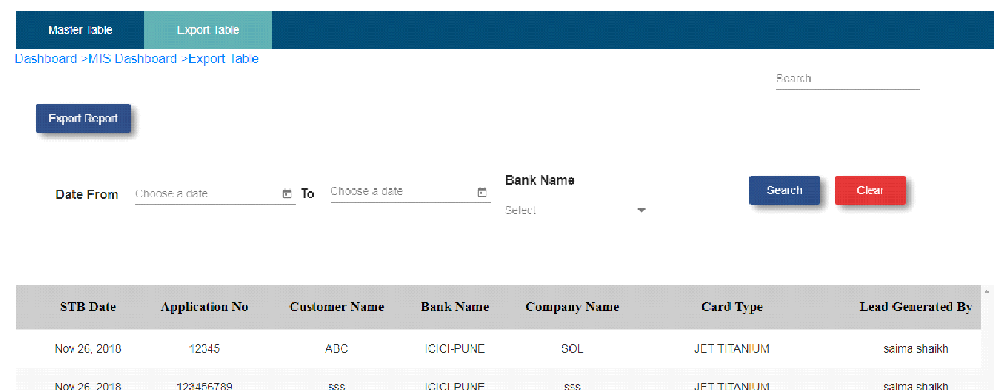 Master Table Export Table
Dashboard >MIS Dashboard >Export Table
Search
Export Report
Bank Name
Date From Choose a date To Choose a date Search Clear
Select
STB Date Application No Customer Name Bank Name Company Name Card Type Lead Generated By
Nov 26, 2018 12345 ABC ICICI-PUNE SOL JET TITANIUM saima shaikh
Nov 26, 2018 123456789 sss ICICI-PUNE sss JET TITANIUM saima shaikh